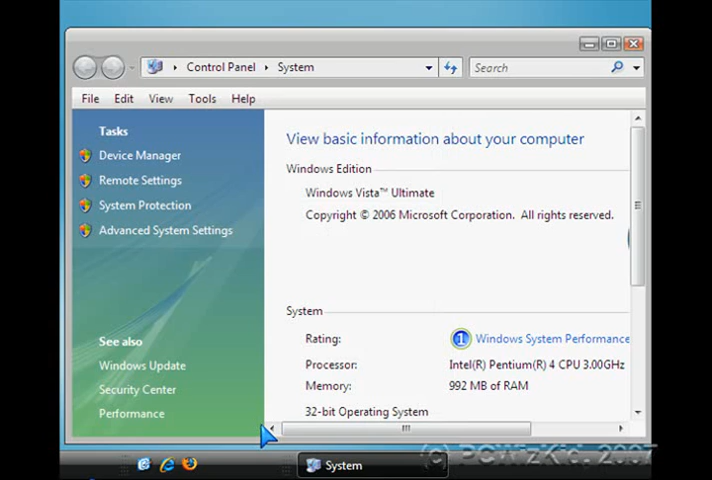 Control Panel
System
Search
File Edit View Tools Help
Tasks
Device Manager
Remote Settings
System Protection
Advanced System Settings
See also
Windows Update
Security Center
Performance
View basic information about your computer
Windows Edition
Windows Vista™ Ultimate
Copyright © 2006 Microsoft Corporation. All rights reserved.
System
Rating: 1 Windows System Performance
Processor: Intel(R) Pentium(R) 4 CPU 3.00GHz
Memory: 992 MB of RAM
32-bit Operating System
System
(c) PCWizKid, 2007